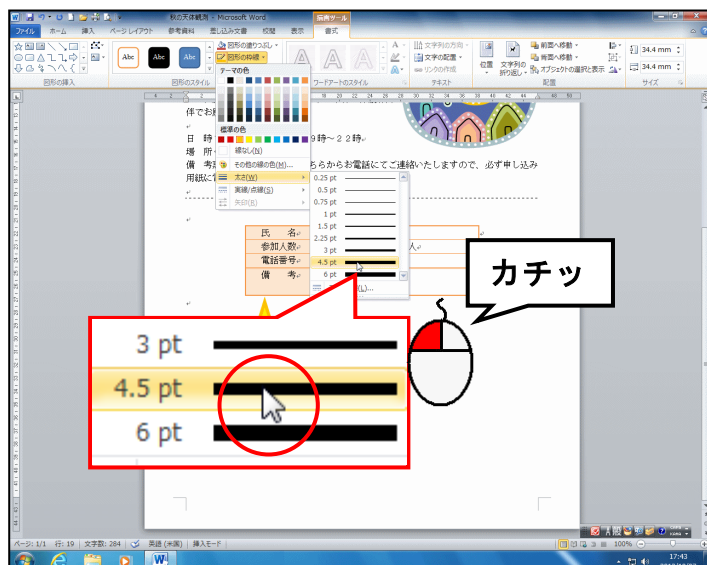 秋の天体観測 - Microsoft Word
描画ツール
ファイル ホーム 挿入 ページ レイアウト 参考資料 差し込み文書 校閲 表示 書式
Abc Abc Abc
図形の塗りつぶし
図形の枠線
文字列の方向
文字の配置
リンクの作成
位置
文字列の
折り返し
前面へ移動
背面へ移動
オブジェクトの選択と表示
34.4 mm
34.4 mm
図形の挿入 図形のスタイル ワードアートのスタイル テキスト 配置 サイズ
テーマの色
標準の色
線なし(N)
その他の線の色(M)...
太さ(W)
実線/点線(S)
矢印(R)
0.25 pt
0.5 pt
0.75 pt
1 pt
1.5 pt
2.25 pt
3 pt
4.5 pt
6 pt
(L)...
伴でお
日 時
9時～22時
場 所
備 考
ちらからお電話にてご連絡いたしますので、必ず申し込み
用紙に
氏 名
参加人数
人
電話番号
備 考
カチッ
3 pt
4.5 pt
6 pt
ページ: 1/1 行: 19 文字数: 284 英語 (米国) 挿入モード
100%
17:43